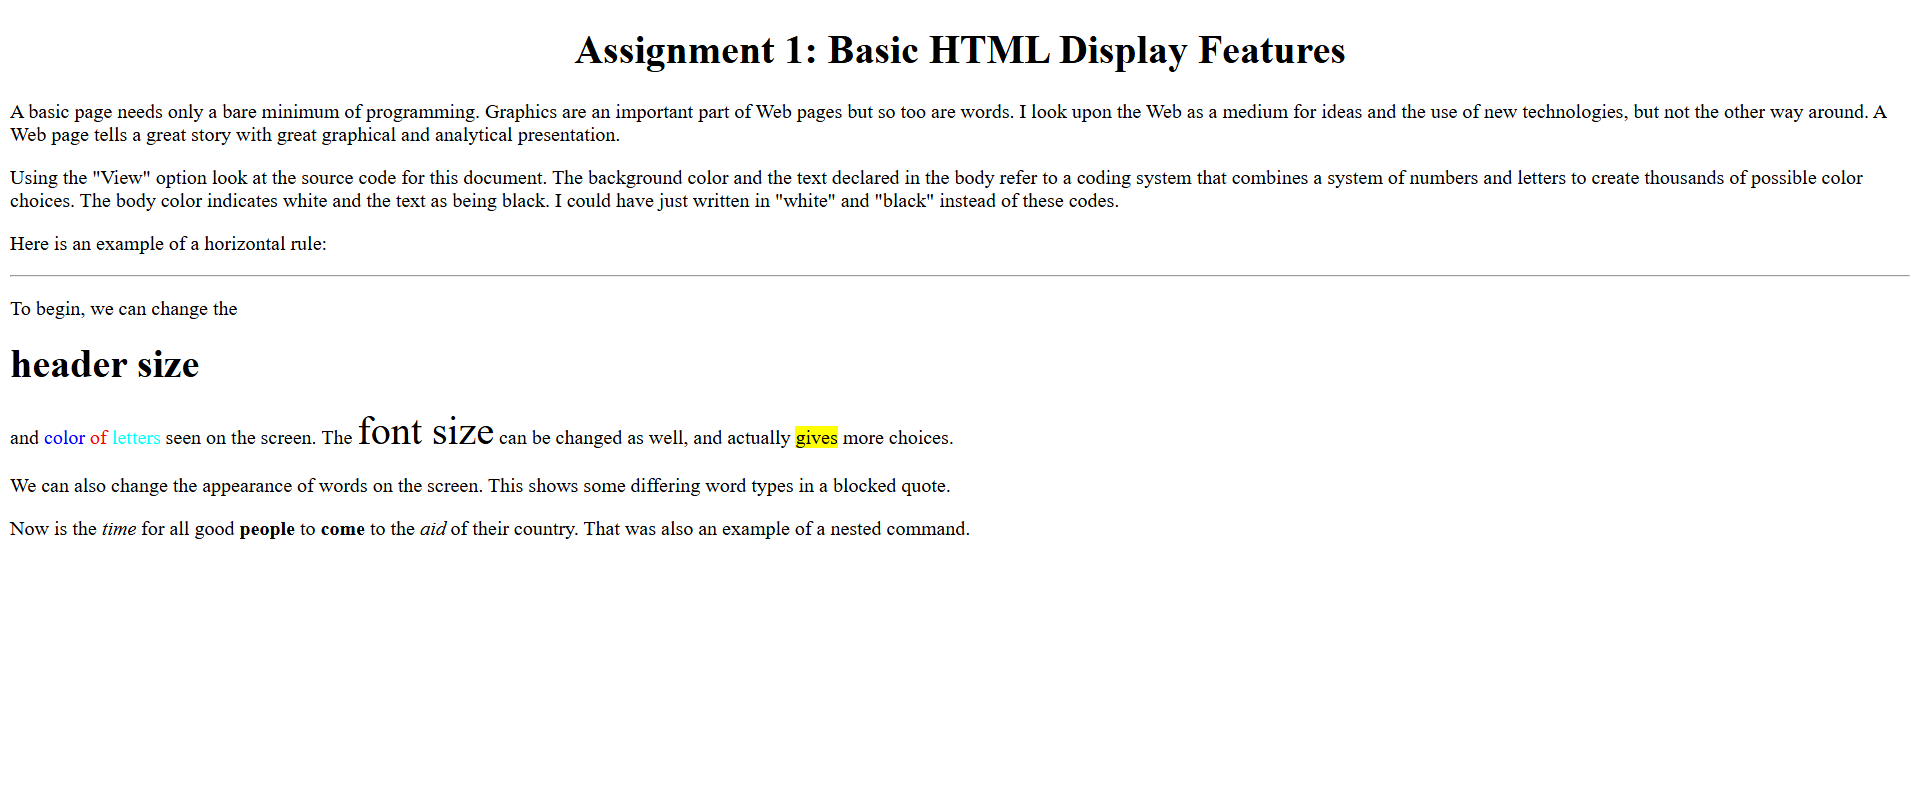 Assignment 1: Basic HTML Display Features
A basic page needs only a bare minimum of programming. Graphics are an important part of Web pages but so too are words. I look upon the Web as a medium for ideas and the use of new technologies, but not the other way around. A
Web page tells a great story with great graphical and analytical presentation.
Using the "View" option look at the source code for this document. The background color and the text declared in the body refer to a coding system that combines a system of numbers and letters to create thousands of possible color
choices. The body color indicates white and the text as being black. I could have just written in "white" and "black" instead of these codes.
Here is an example of a horizontal rule:
To begin, we can change the
header size
and color of letters seen on the screen. The font size can be changed as well, and actually gives more choices.
We can also change the appearance of words on the screen. This shows some differing word types in a blocked quote.
Now is the time for all good people to come to the aid of their country. That was also an example of a nested command.